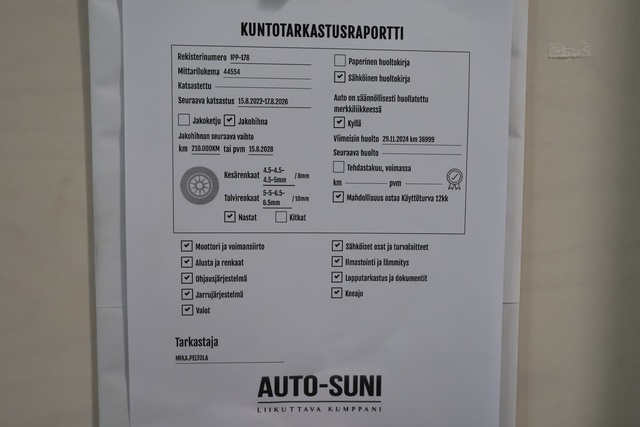 KUNTOTARKASTUSRAPORTTI
Rekisterinumero IPP-178
Mittarilukema 44554
Katsastettu
Seuraava katsastus 15.8.2022-17.8.2026
Jakoketju Jakohihna
Jakohihnan seuraava vaihto
km 210.000KM tai pvm 15.8.2028
Kesärenkaat 4.5-4.5-4.5-5mm / 8mm
Talvirenkaat 5-5-6.5-6.5mm / 10mm
Nastat Kitkat
Paperinen huoltokirja
Sähköinen huoltokirja
Auto on säännöllisesti huollatettu
merkkiliikkeessä
Kyllä
Viimeisin huolto 29.11.2024 km 36999
Seuraava huolto
Tehdastakuu, voimassa
km pvm
Mahdollisuus ostaa Käyttöturva 12kk
Moottori ja voimansiirto
Alusta ja renkaat
Ohjausjärjestelmä
Jarrujärjestelmä
Valot
Sähköiset osat ja turvalaitteet
Ilmastointi ja lämmitys
Lopputarkastus ja dokumentit
Koeajo
Tarkastaja
MIKA.PELTOLA
AUTO-SUNI
LIIKUTTAVA KUMPPANI